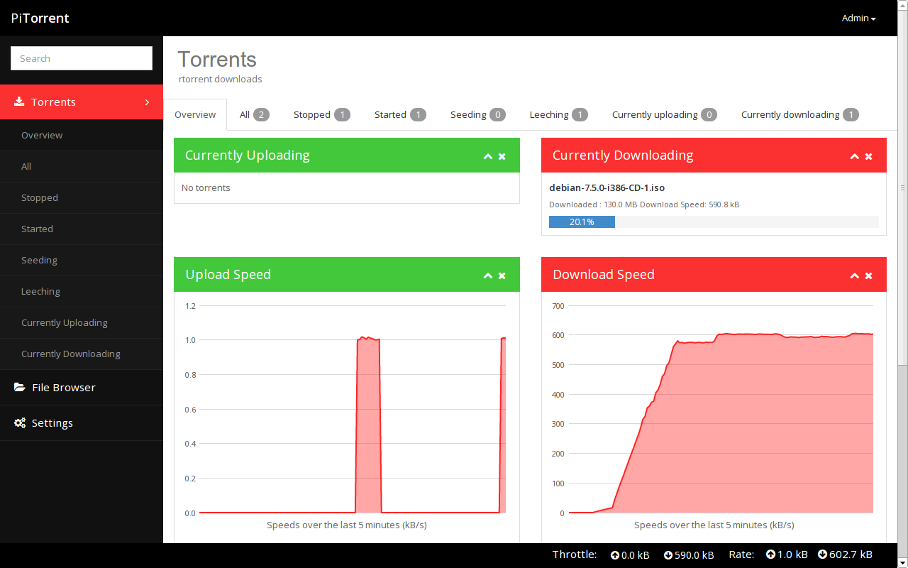 PiTorrent
Admin
Search
Torrents
Overview
All
Stopped
Started
Seeding
Leeching
Currently Uploading
Currently Downloading
File Browser
Settings
Torrents
rtorrent downloads
Overview All 2 Stopped 1 Started 1 Seeding 0 Leeching 1 Currently uploading 0 Currently downloading 1
Currently Uploading
No torrents
Currently Downloading
debian-7.5.0-i386-CD-1.iso
Downloaded : 130.0 MB Download Speed: 590.8 kB
20.1%
Upload Speed
1.2
1.0
0.8
0.6
0.4
0.2
0.0
Speeds over the last 5 minutes (kB/s)
Download Speed
700
600
500
400
300
200
100
0
Speeds over the last 5 minutes (kB/s)
Throttle: 0.0 kB 590.0 kB Rate: 1.0 kB 602.7 kB